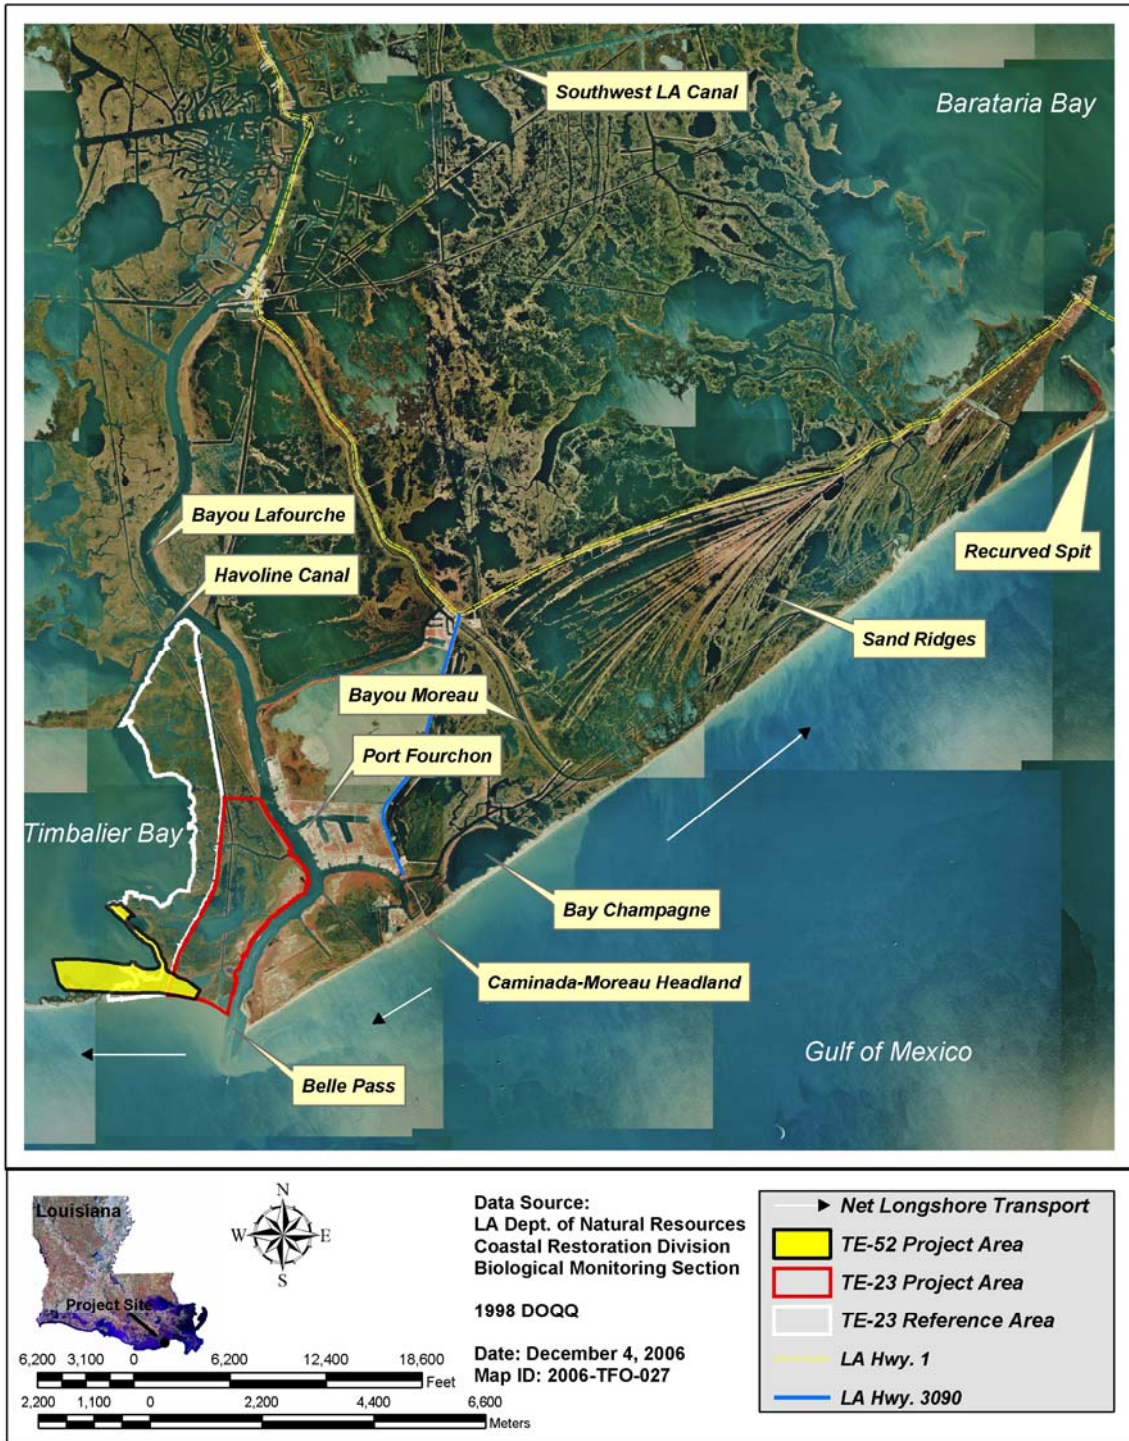 Southwest LA Canal
Barataria Bay
Bayou Lafourche
Havoline Canal
Recurved Spit
Sand Ridges
Bayou Moreau
Port Fourchon
Timbalier Bay
Bay Champagne
Caminada-Moreau Headland
Gulf of Mexico
Belle Pass
Louisiana
Project Site
N
W
E
S
6,200 3,100 0 6,200 12,400 18,600
Feet
2,200 1,100 0 2,200 4,400 6,600
Meters
Data Source:
LA Dept. of Natural Resources
Coastal Restoration Division
Biological Monitoring Section
1998 DOQQ
Date: December 4, 2006
Map ID: 2006-TFO-027
Net Longshore Transport
TE-52 Project Area
TE-23 Project Area
TE-23 Reference Area
LA Hwy. 1
LA Hwy. 3090